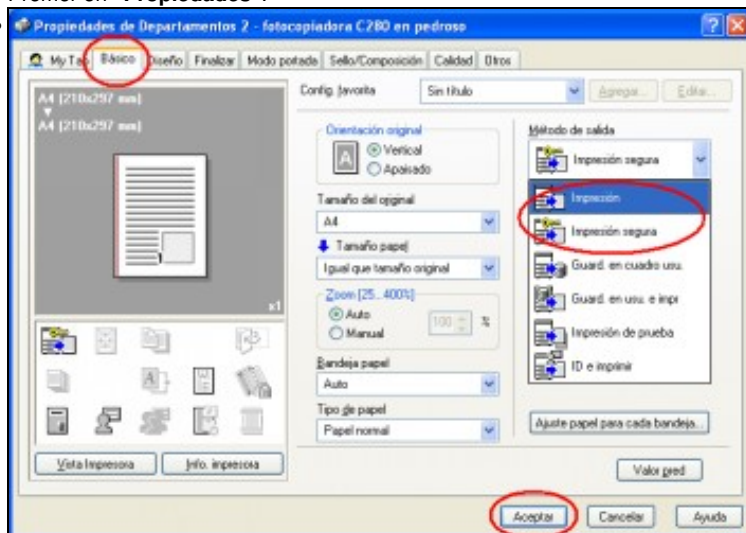 Premer en "Propiedades".
Propiedades de Departamentos 2 - fotocopiadora C280 en pedroso
My Tab Básico Diseño Finalizar Modo portada Sello/Composición Calidad Otros
A4 [210x297 mm]
A4 [210x297 mm]
x1
Vista Impresora Info. impresora
Config. favorita Sin título Agregar... Editar...
Orientación original
A Vertical
Apaisado
Tamaño del original
A4
Tamaño papel
Igual que tamaño original
Zoom [25...400%]
Auto
Manual
100 %
Bandeja papel
Auto
Tipo de papel
Papel normal
Método de salida
Impresión segura
Impresión
Impresión segura
Guard. en cuadro usu.
Guard. en usu. e impr
Impresión de prueba
ID e imprimir
Ajuste papel para cada bandeja...
Valor pred
Aceptar Cancelar Ayuda